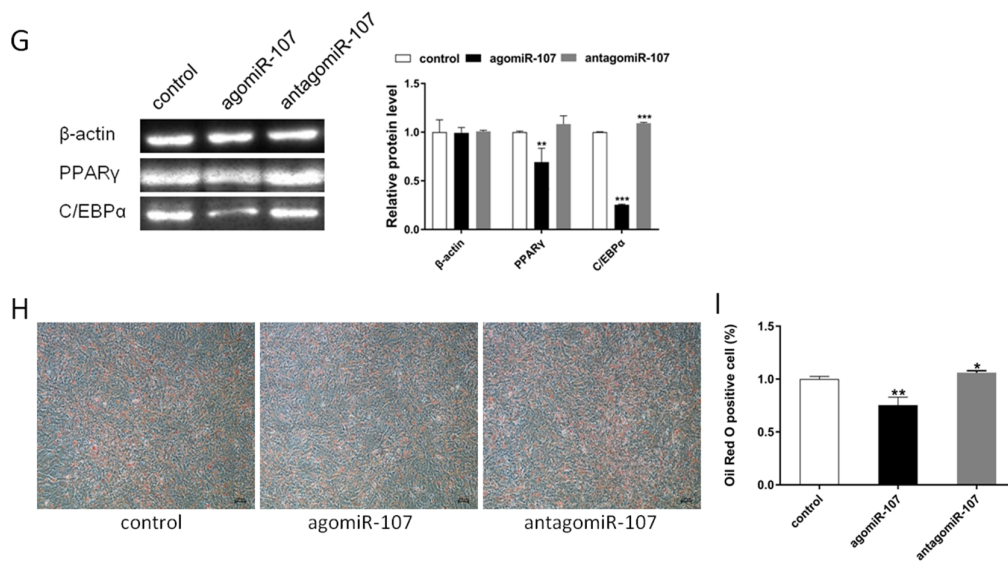 G
control
agomiR-107
antagomiR-107
β-actin
PPARγ
C/EBPα
control agomiR-107 antagomiR-107
Relative protein level
1.5
1.0
0.5
0.0
**
***
***
β-actin
PPARγ
C/EBPα
H
control
agomiR-107
antagomiR-107
I
Oil Red O positive cell (%)
1.5
1.0
0.5
0.0
**
*
control
agomiR-107
antagomiR-107